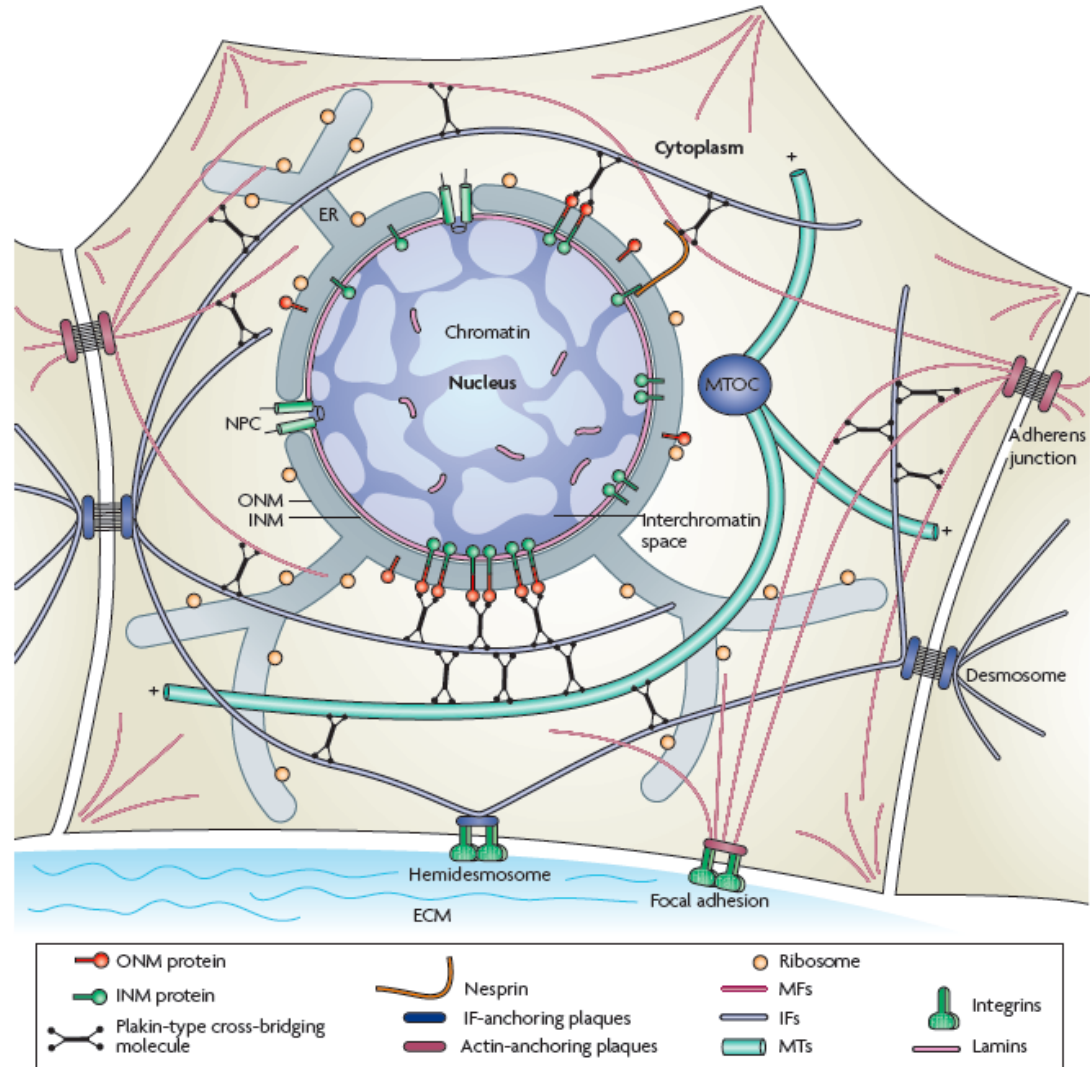 Cytoplasm
+
ER
Chromatin
Nucleus
MTOC
NPC
Adherens
junction
ONM
INM
Interchromatin
space
+
+
Desmosome
Hemidesmosome
Focal adhesion
ECM
ONM protein
INM protein
Plakin-type cross-bridging
molecule
Nesprin
IF-anchoring plaques
Actin-anchoring plaques
Ribosome
MFs
IFs
MTs
Integrins
Lamins